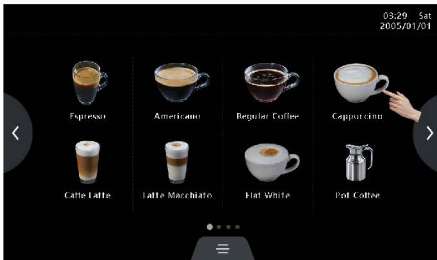 03:29 Sat
2005/01/01
Espresso
Americano
Regular Coffee
Cappuccino
Caffe Latte
Latte Macchiato
Flat White
Pot Coffee